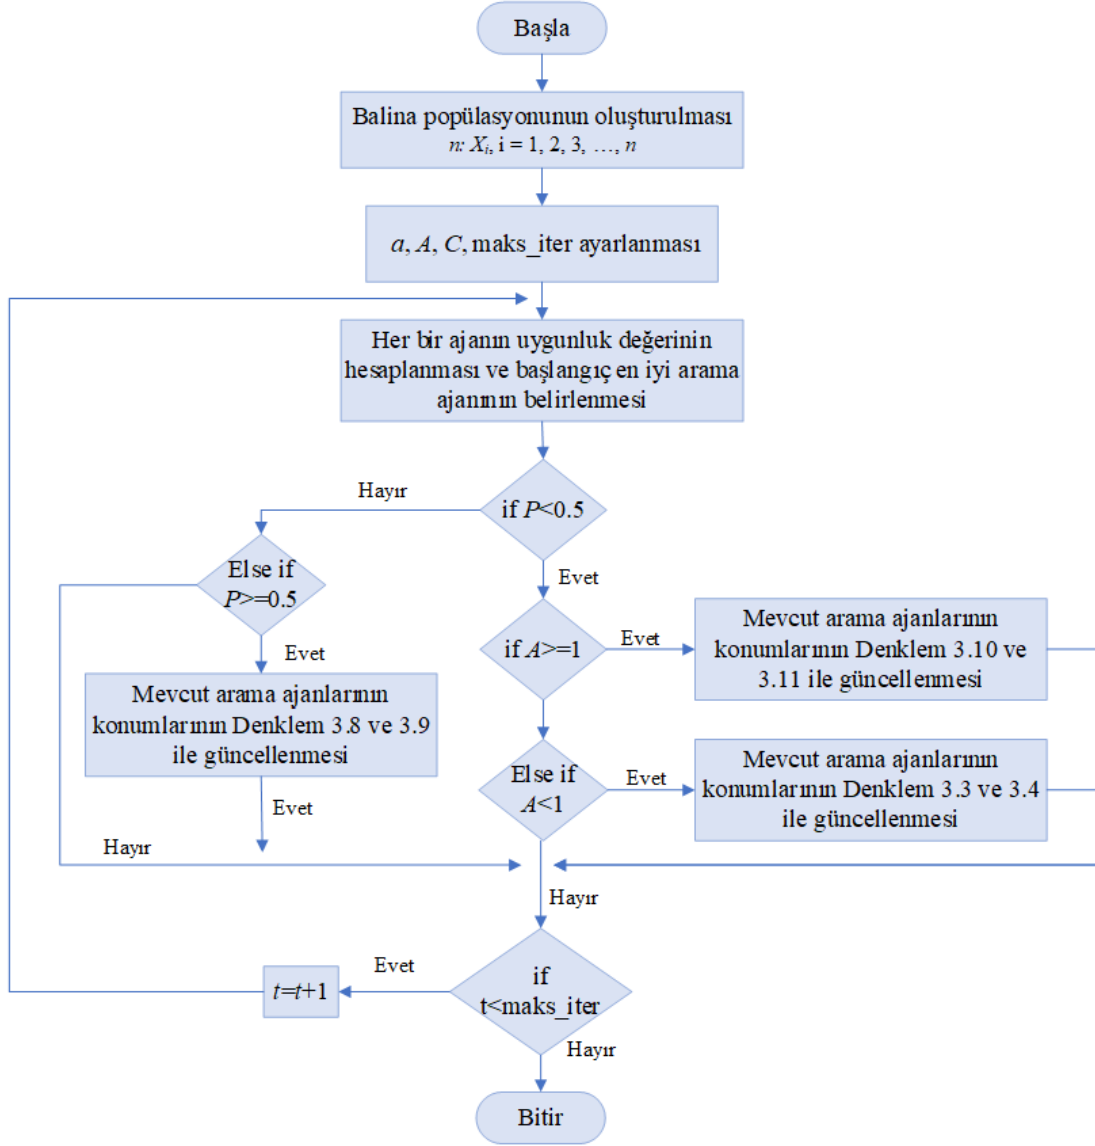 Başla
Balina popülasyonunun oluşturulması
n: Xi, i = 1, 2, 3, …, n
a, A, C, maks_iter ayarlanması
Her bir ajanın uygunluk değerinin
hesaplanması ve başlangıç en iyi arama
ajanının belirlenmesi
if P<0.5
Hayır
Evet
Else if
P>=0.5
Evet
Mevcut arama ajanlarının
konumlarının Denklem 3.8 ve 3.9
ile güncellenmesi
Evet
Hayır
if A>=1
Evet
Mevcut arama ajanlarının
konumlarının Denklem 3.10 ve
3.11 ile güncellenmesi
Else if
A<1
Evet
Mevcut arama ajanlarının
konumlarının Denklem 3.3 ve 3.4
ile güncellenmesi
Hayır
if
t<maks_iter
Evet
t=t+1
Hayır
Bitir